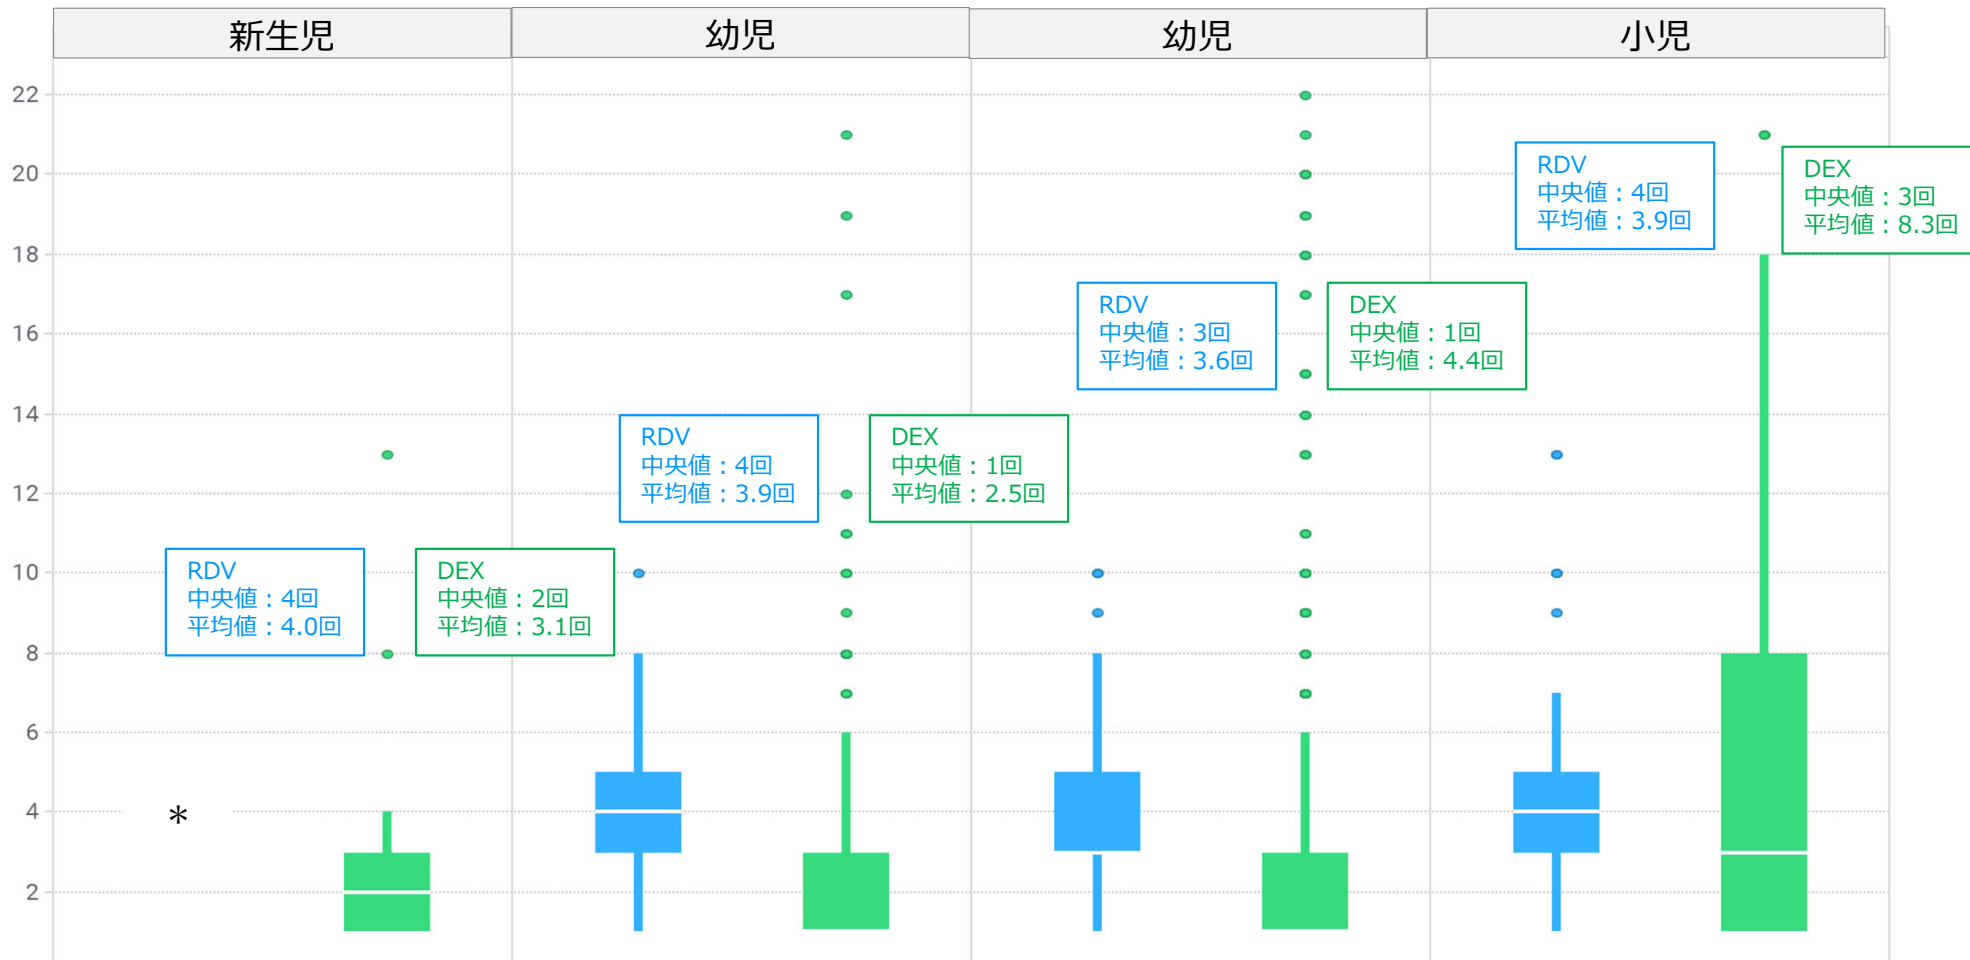 新生児
幼児
幼児
小児
22
20
18
16
14
12
10
8
6
4
2
RDV
中央値：4回
平均値：4.0回
DEX
中央値：2回
平均値：3.1回
RDV
中央値：4回
平均値：3.9回
DEX
中央値：1回
平均値：2.5回
RDV
中央値：3回
平均値：3.6回
DEX
中央値：1回
平均値：4.4回
RDV
中央値：4回
平均値：3.9回
DEX
中央値：3回
平均値：8.3回
*